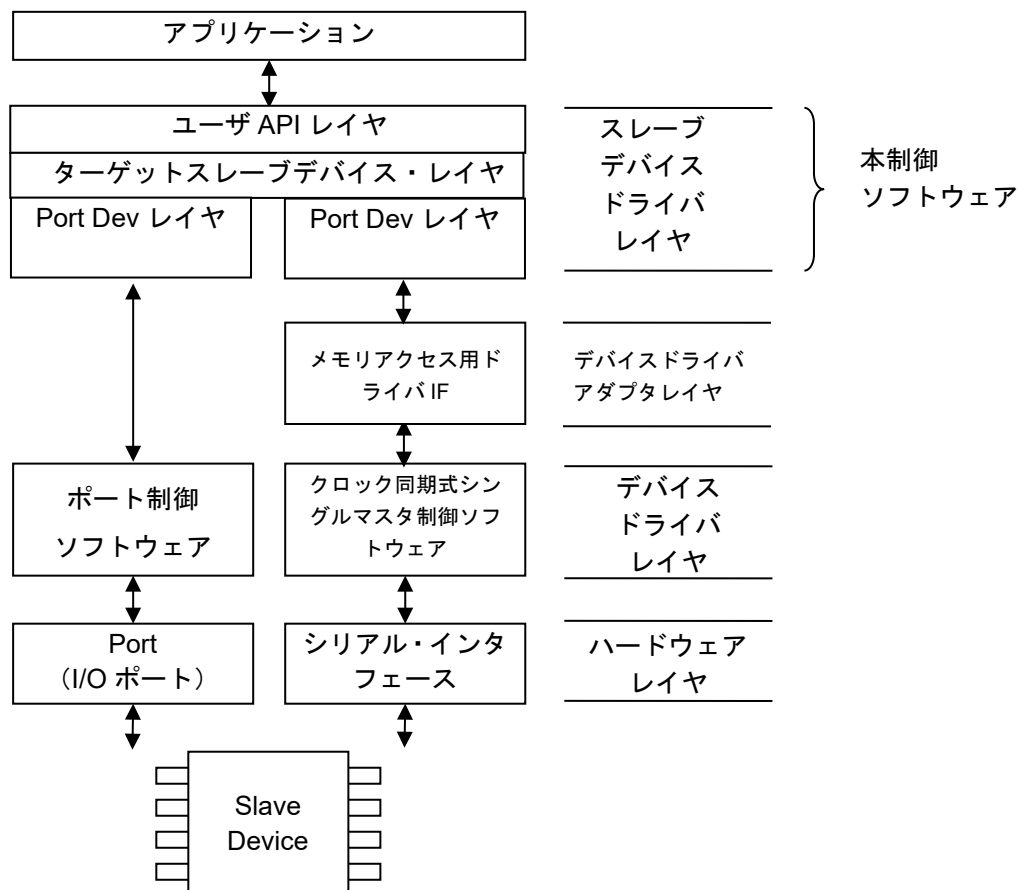 アプリケーション
ユーザ API レイヤ
ターゲットスレーブデバイス・レイヤ
Port Dev レイヤ
Port Dev レイヤ
スレーブ
デバイス
ドライバ
レイヤ
本制御
ソフトウェア
メモリアクセス用ド
ライバ IF
デバイスドライバ
アダプタレイヤ
ポート制御
ソフトウェア
クロック同期式シン
グルマスタ制御ソフ
トウェア
デバイス
ドライバ
レイヤ
Port
（I/O ポート）
シリアル・インタ
フェース
ハードウェア
レイヤ
Slave
Device